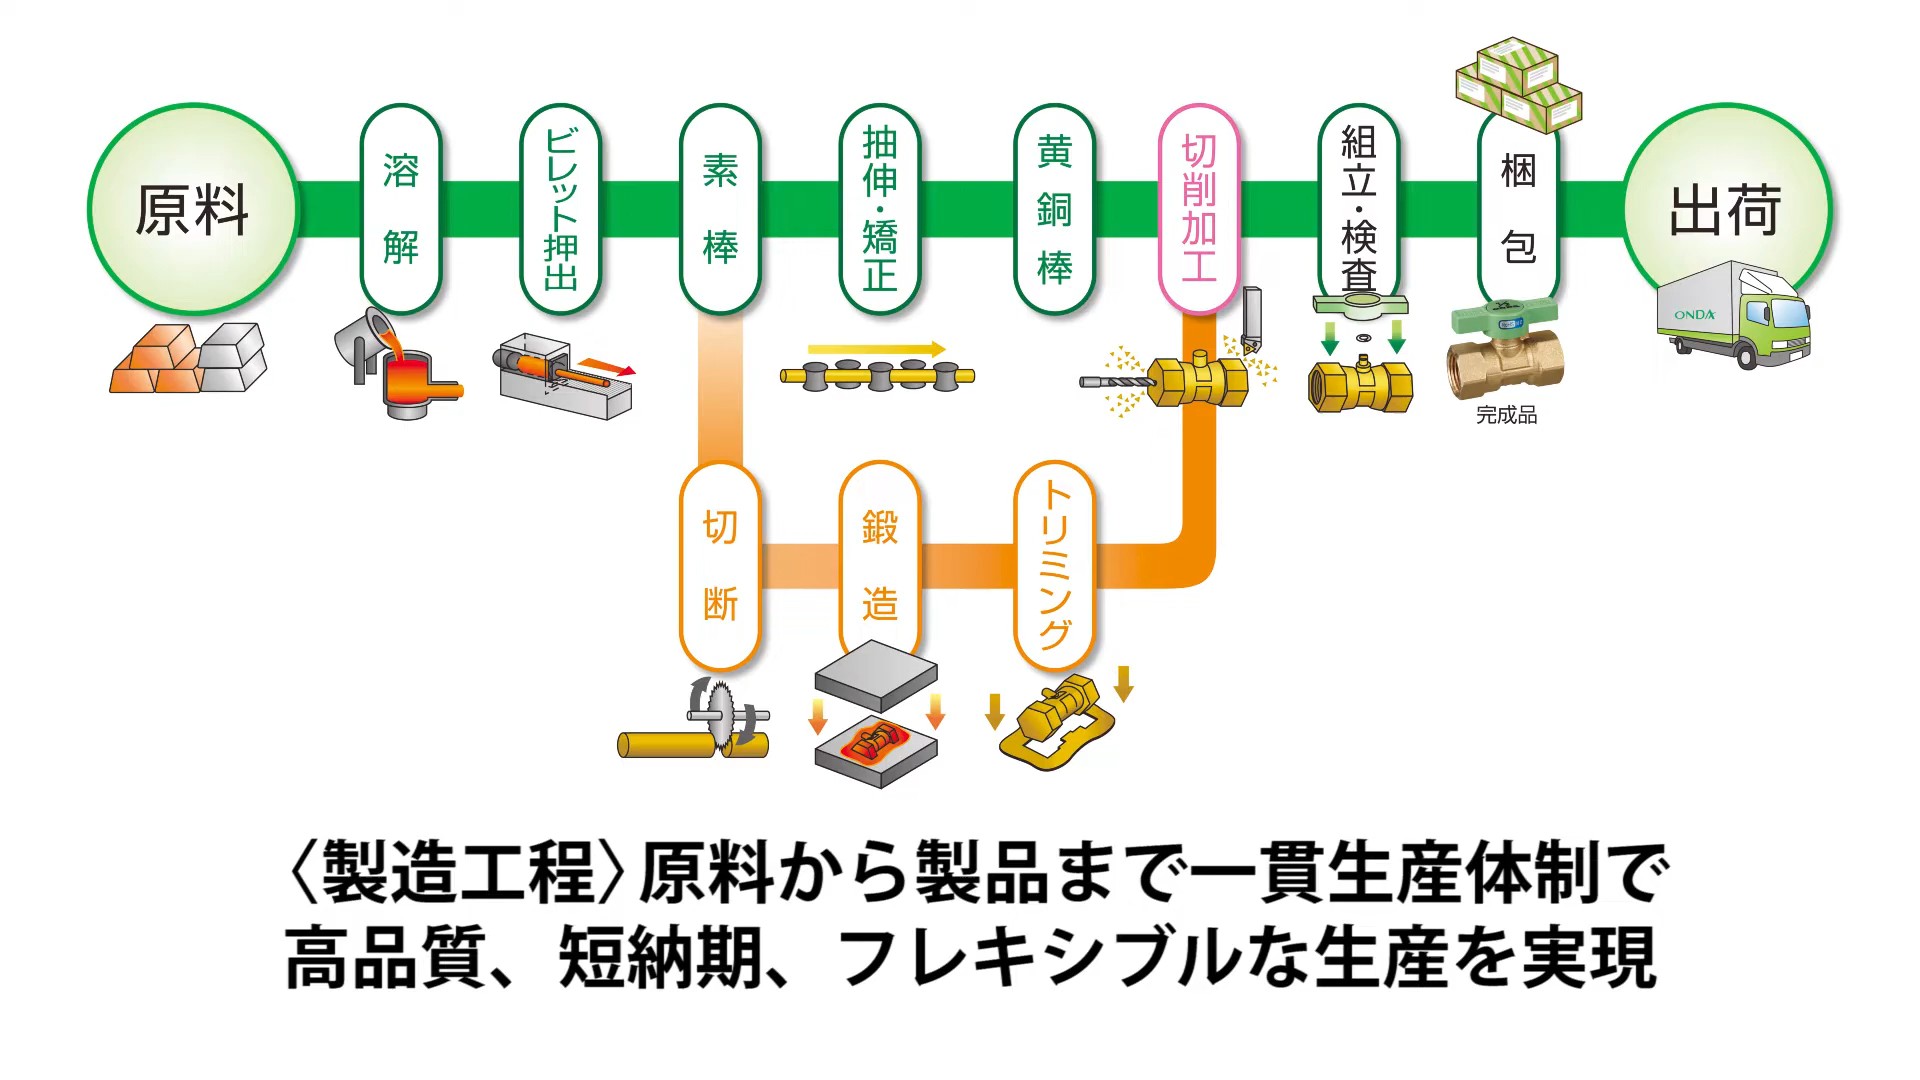 原料
溶解
ビレット押出
素棒
抽伸・矯正
黄銅棒
切削加工
組立・検査
梱包
出荷
ONDA
完成品
切断
鍛造
トリミング
〈製造工程〉原料から製品まで一貫生産体制で
高品質、短納期、フレキシブルな生産を実現